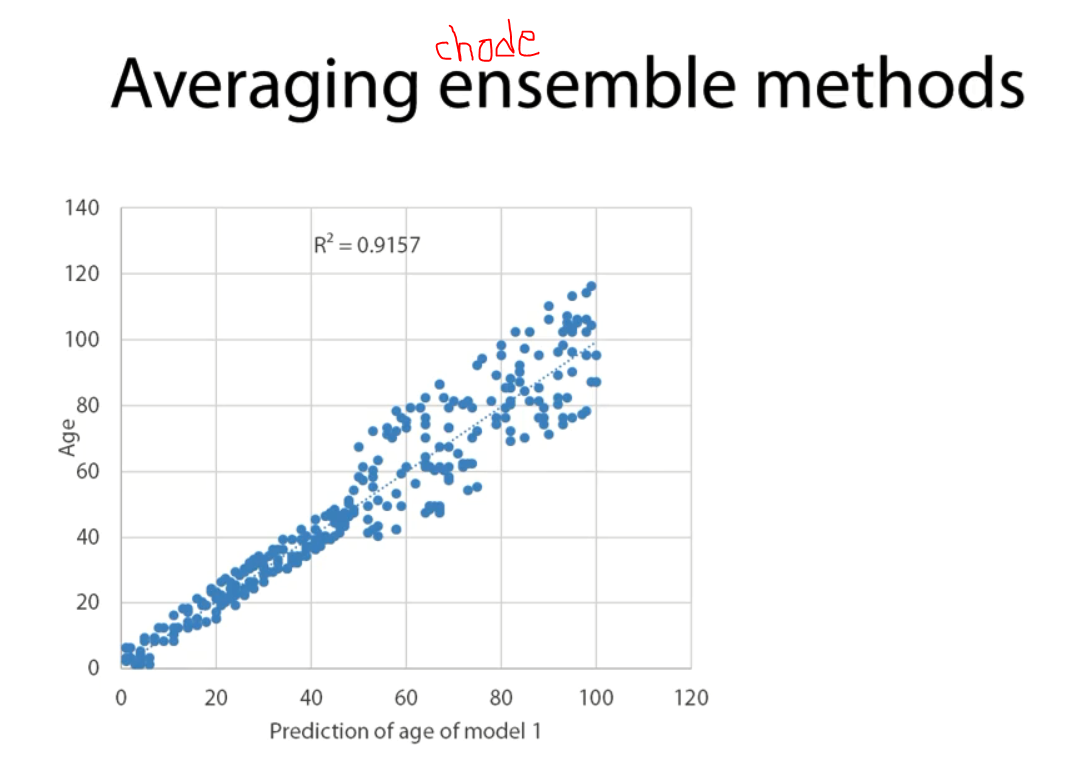 chode
Averaging ensemble methods
140
R² = 0.9157
120
100
80
60
40
20
0
Age
0 20 40 60 80 100 120
Prediction of age of model 1